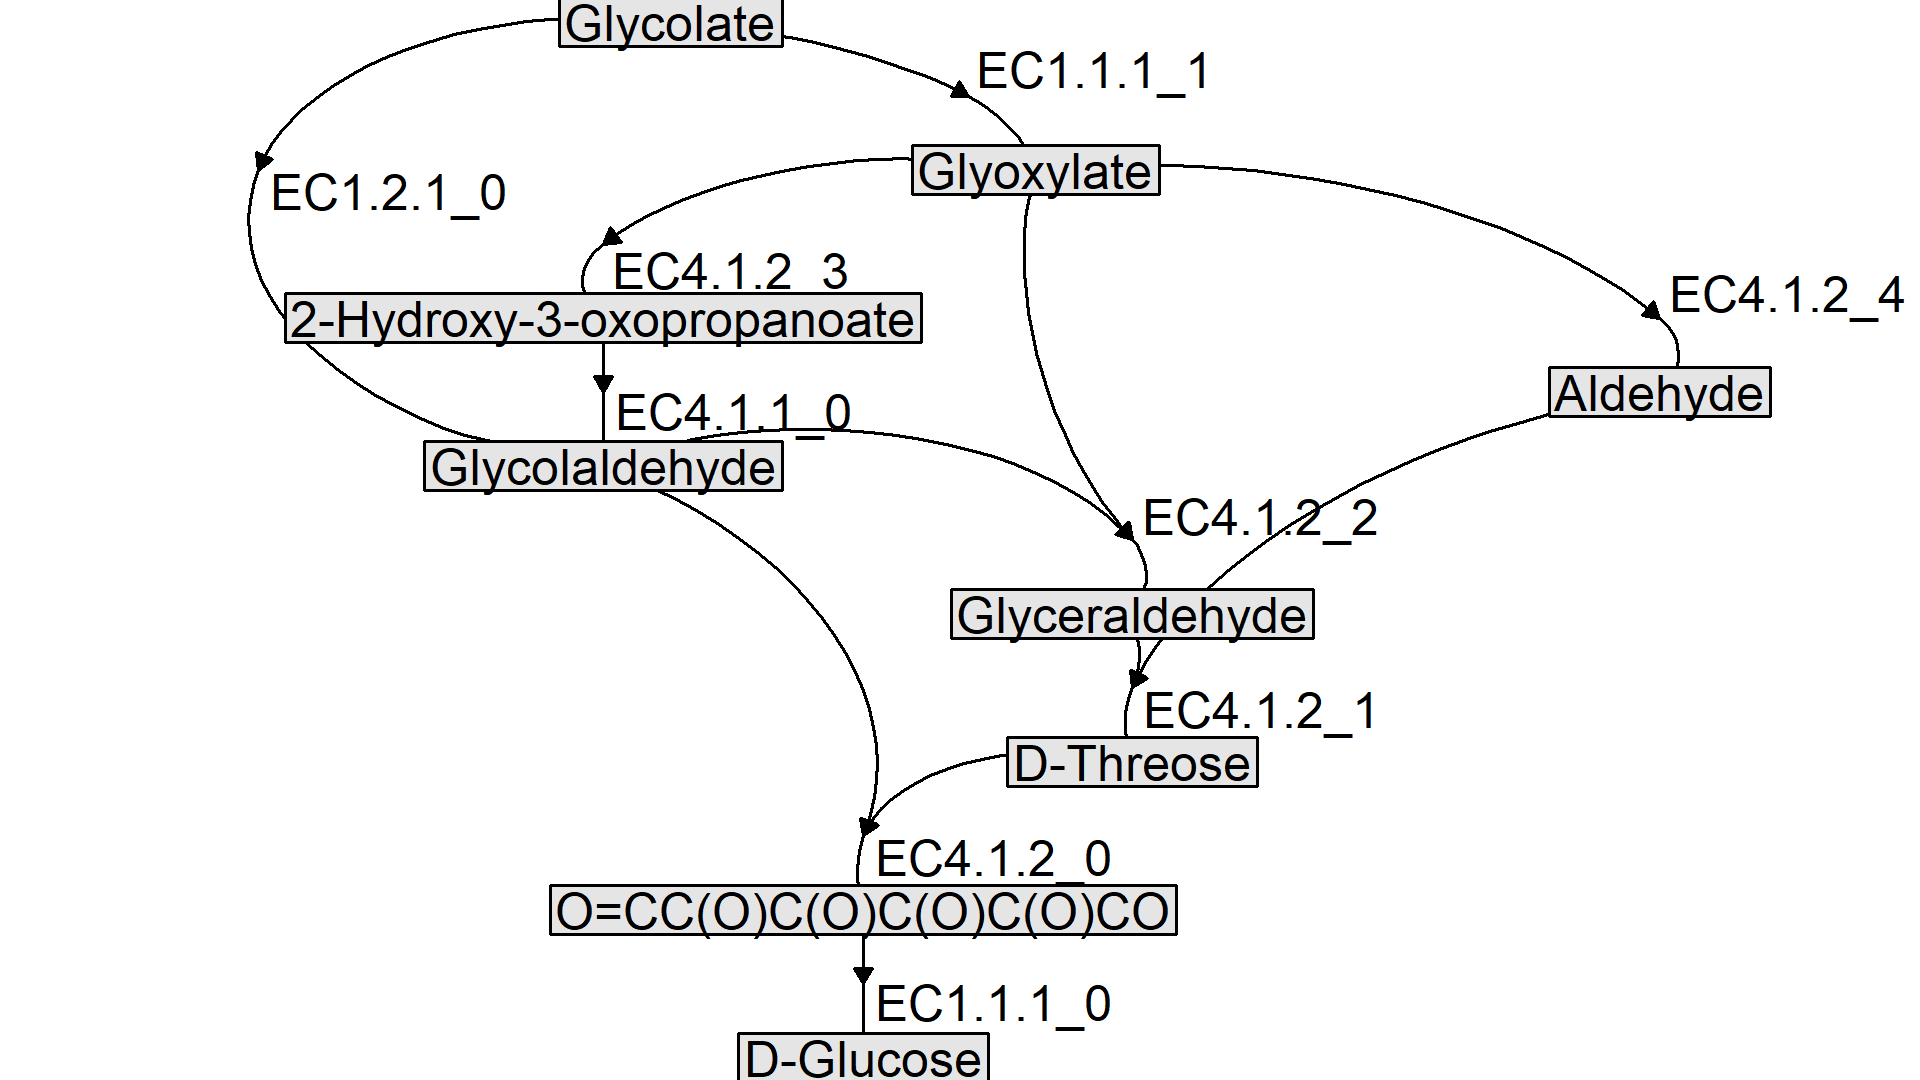 Glycolate
EC1.1.1_1
Glyoxylate
EC1.2.1_0
EC4.1.2_3
EC4.1.2_4
2-Hydroxy-3-oxopropanoate
Aldehyde
EC4.1.1_0
Glycolaldehyde
EC4.1.2_2
Glyceraldehyde
EC4.1.2_1
D-Threose
EC4.1.2_0
O=CC(O)C(O)C(O)C(O)CO
EC1.1.1_0
D-Glucose